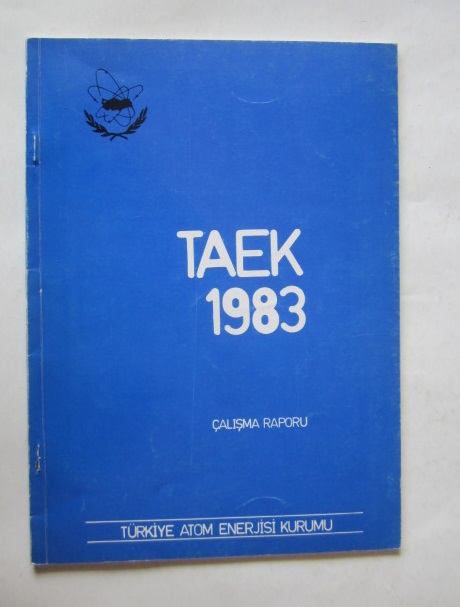 TAEK
1983
ÇALIŞMA RAPORU
TÜRKİYE ATOM ENERJİSİ KURUMU